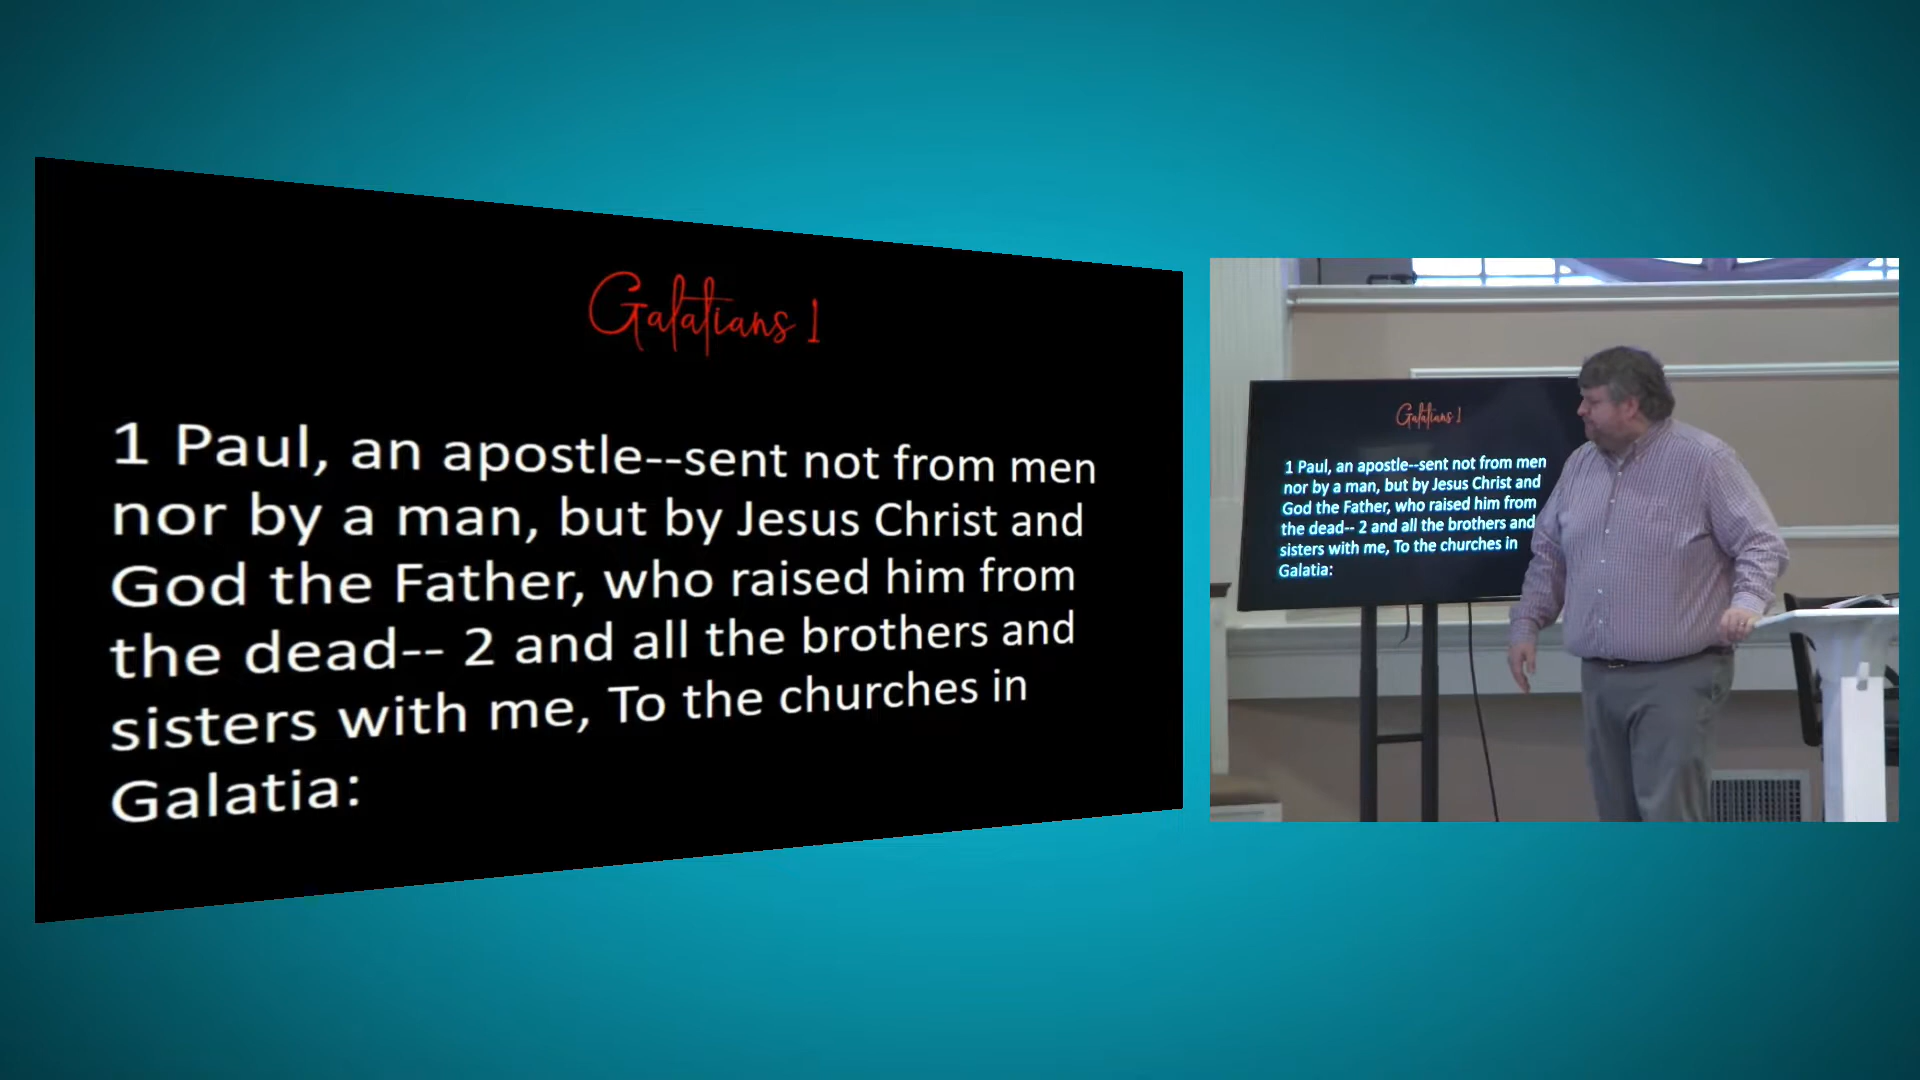 Galatians 1
1 Paul, an apostle--sent not from men
nor by a man, but by Jesus Christ and
God the Father, who raised him from
the dead-- 2 and all the brothers and
sisters with me, To the churches in
Galatia:
Galatians 1
1 Paul, an apostle--sent not from men
nor by a man, but by Jesus Christ and
God the Father, who raised him from
the dead-- 2 and all the brothers and
sisters with me, To the churches in
Galatia: